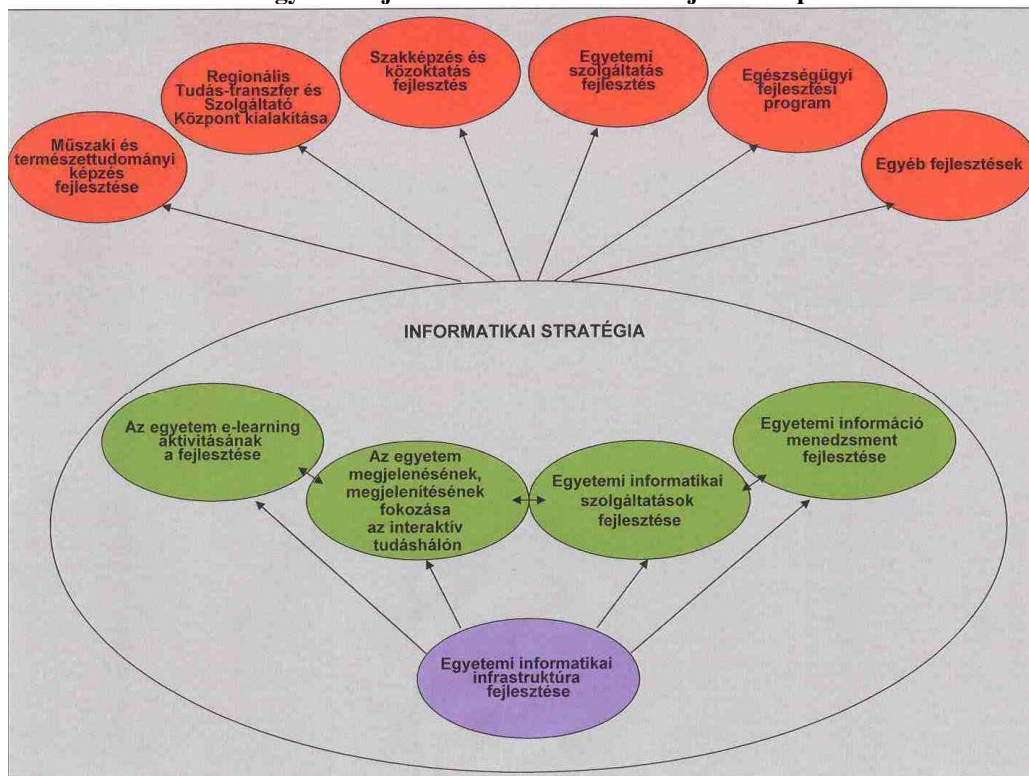 Műszaki és
természettudományi
képzés
fejlesztése
Regionális
Tudás-transzfer és
Szolgáltató
Központ kialakítása
Szakképzés és
közoktatás
fejlesztés
Egyetemi
szolgáltatás
fejlesztés
Egészségügyi
fejlesztési
program
Egyéb fejlesztések
INFORMATIKAI STRATÉGIA
Az egyetem e-learning
aktivitásának
a fejlesztése
Az egyetem
megjelenésének,
megjelenítésének
fokozása
az interaktív
tudáshálón
Egyetemi informatikai
szolgáltatások
fejlesztése
Egyetemi információ
menedzsment
fejlesztése
Egyetemi informatikai
infrastruktúra
fejlesztése